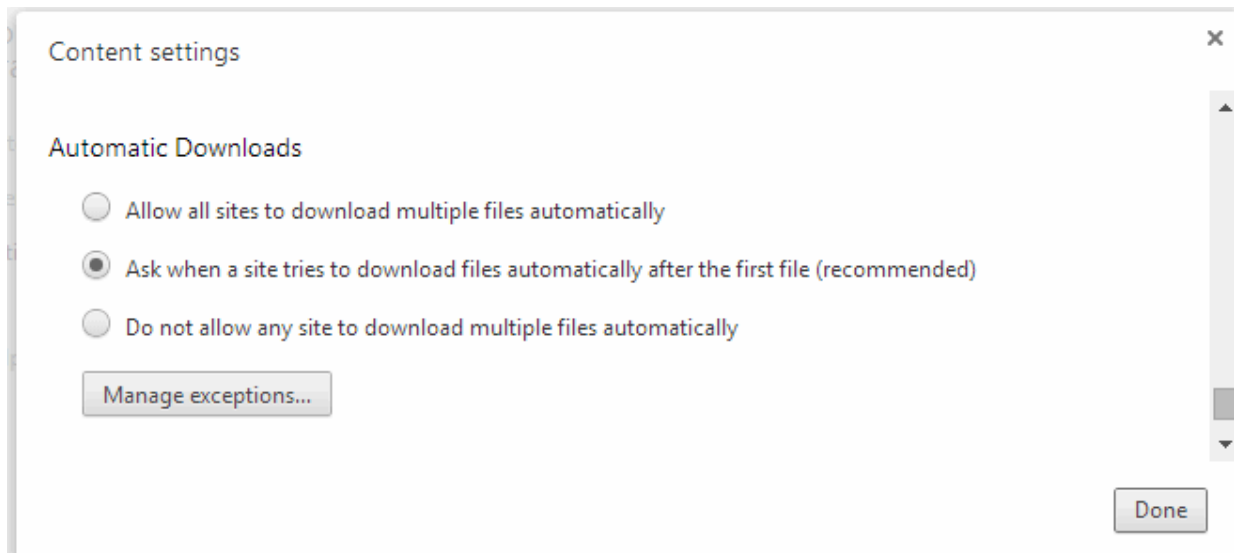 Content settings
Automatic Downloads
Allow all sites to download multiple files automatically
Ask when a site tries to download files automatically after the first file (recommended)
Do not allow any site to download multiple files automatically
Manage exceptions...
Done